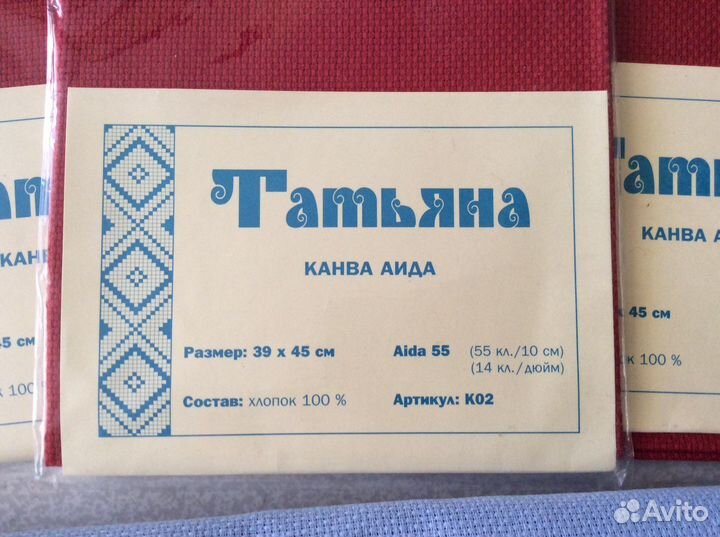 Татьяна
КАНВА АИДА
Размер: 39 х 45 см
Aida 55 (55 кл./10 см)
(14 кл./дюйм)
Состав: хлопок 100 %
Артикул: К02
КАНВА АИ
45 см
100 %
Avito